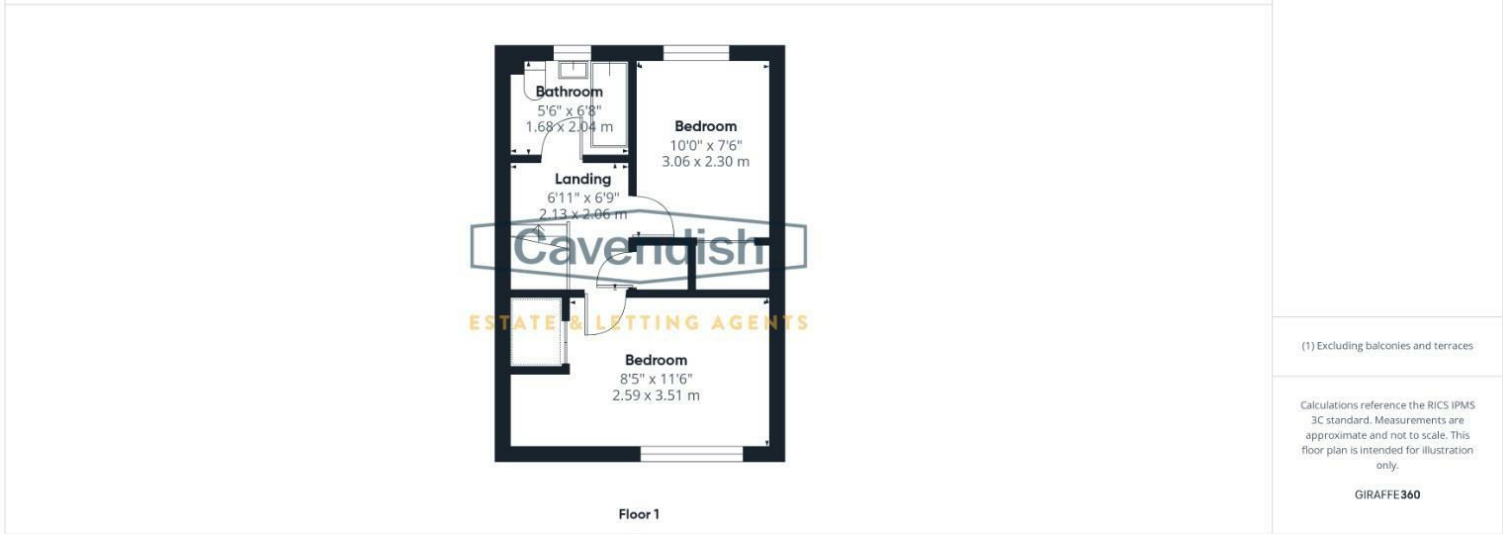 Bathroom
5'6" x 6'8"
1.68 x 2.04 m
Bedroom
10'0" x 7'6"
3.06 x 2.30 m
Landing
6'11" x 6'9"
2.13 x 2.06 m
Cavendish
ESTATE & LETTING AGENTS
Bedroom
8'5" x 11'6"
2.59 x 3.51 m
Floor 1
(1) Excluding balconies and terraces
Calculations reference the RICS IPMS
3C standard. Measurements are
approximate and not to scale. This
floor plan is intended for illustration
only.
GIRAFFE360